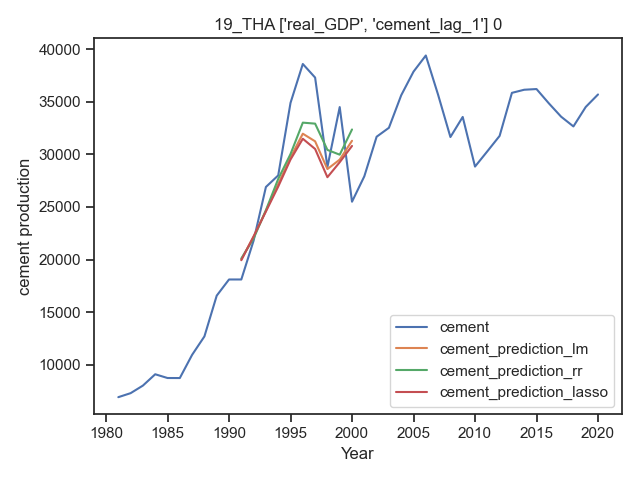 19_THA ['real_GDP', 'cement_lag_1'] 0
cement production
40000
35000
30000
25000
20000
15000
10000
1980 1985 1990 1995 2000 2005 2010 2015 2020
Year
cement
cement_prediction_lm
cement_prediction_rr
cement_prediction_lasso